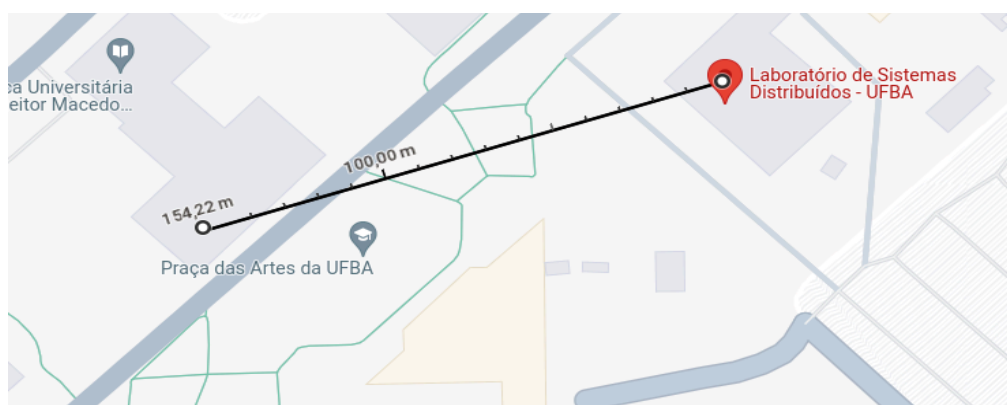 ca Universitária
eitor Macedo...
Laboratório de Sistemas
Distribuídos - UFBA
100,00 m
154,22 m
Praça das Artes da UFBA